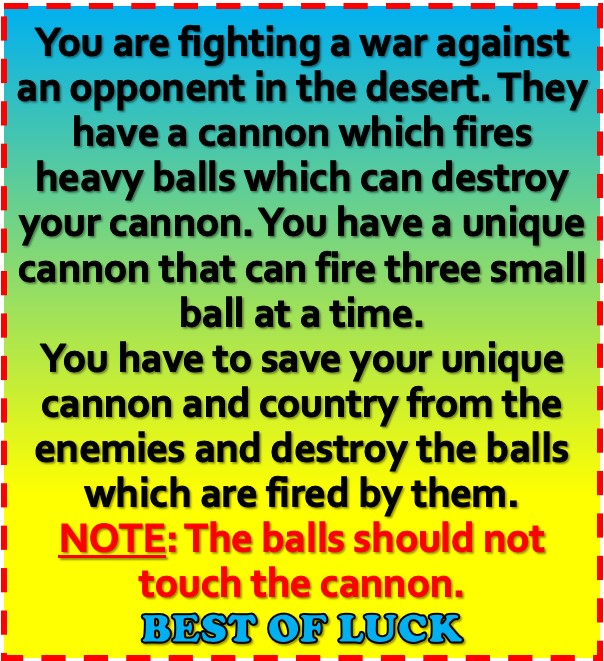 You are fighting a war against
an opponent in the desert. They
have a cannon which fires
heavy balls which can destroy
your cannon. You have a unique
cannon that can fire three small
ball at a time.
You have to save your unique
cannon and country from the
enemies and destroy the balls
which are fired by them.
NOTE: The balls should not
touch the cannon.
BEST OF LUCK